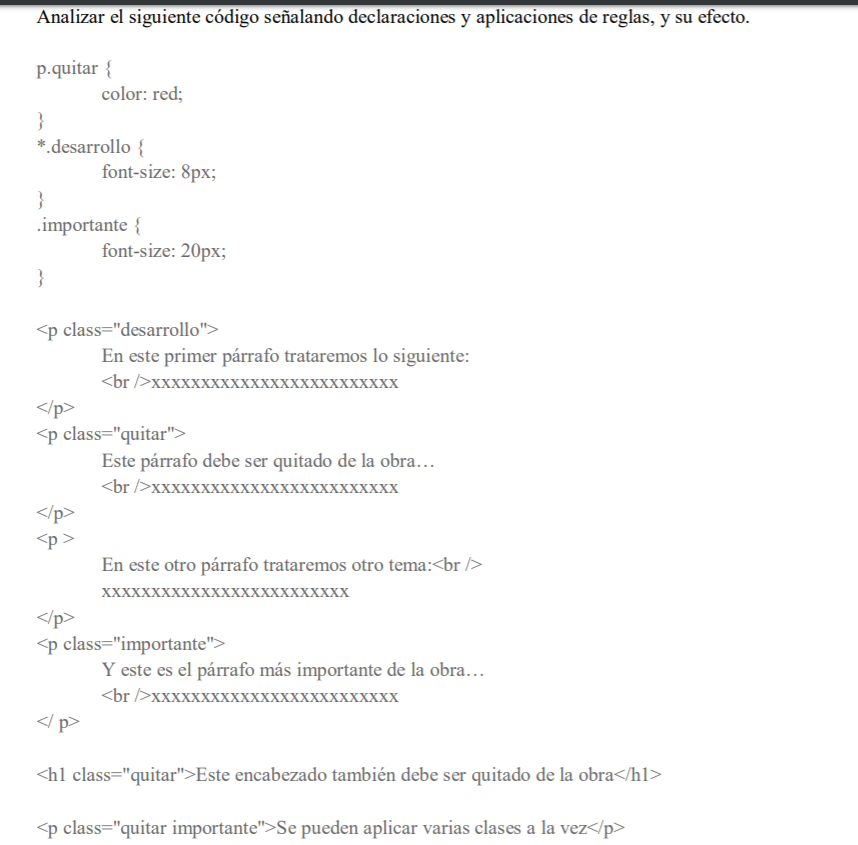 Analizar el siguiente código señalando declaraciones y aplicaciones de reglas, y su efecto.
p.quitar {
color: red;
}
*.desarrollo {
font-size: 8px;
}
.importante {
font-size: 20px;
}
<p class="desarrollo">
En este primer párrafo trataremos lo siguiente:
<br />xxxxxxxxxxxxxxxxxxxxxxxxx
</p>
<p class="quitar">
Este párrafo debe ser quitado de la obra…
<br />xxxxxxxxxxxxxxxxxxxxxxxxx
</p>
<p >
En este otro párrafo trataremos otro tema:<br />
xxxxxxxxxxxxxxxxxxxxxxxxx
</p>
<p class="importante">
Y este es el párrafo más importante de la obra…
<br />xxxxxxxxxxxxxxxxxxxxxxxxx
</ p>
<h1 class="quitar">Este encabezado también debe ser quitado de la obra</h1>
<p class="quitar importante">Se pueden aplicar varias clases a la vez</p>